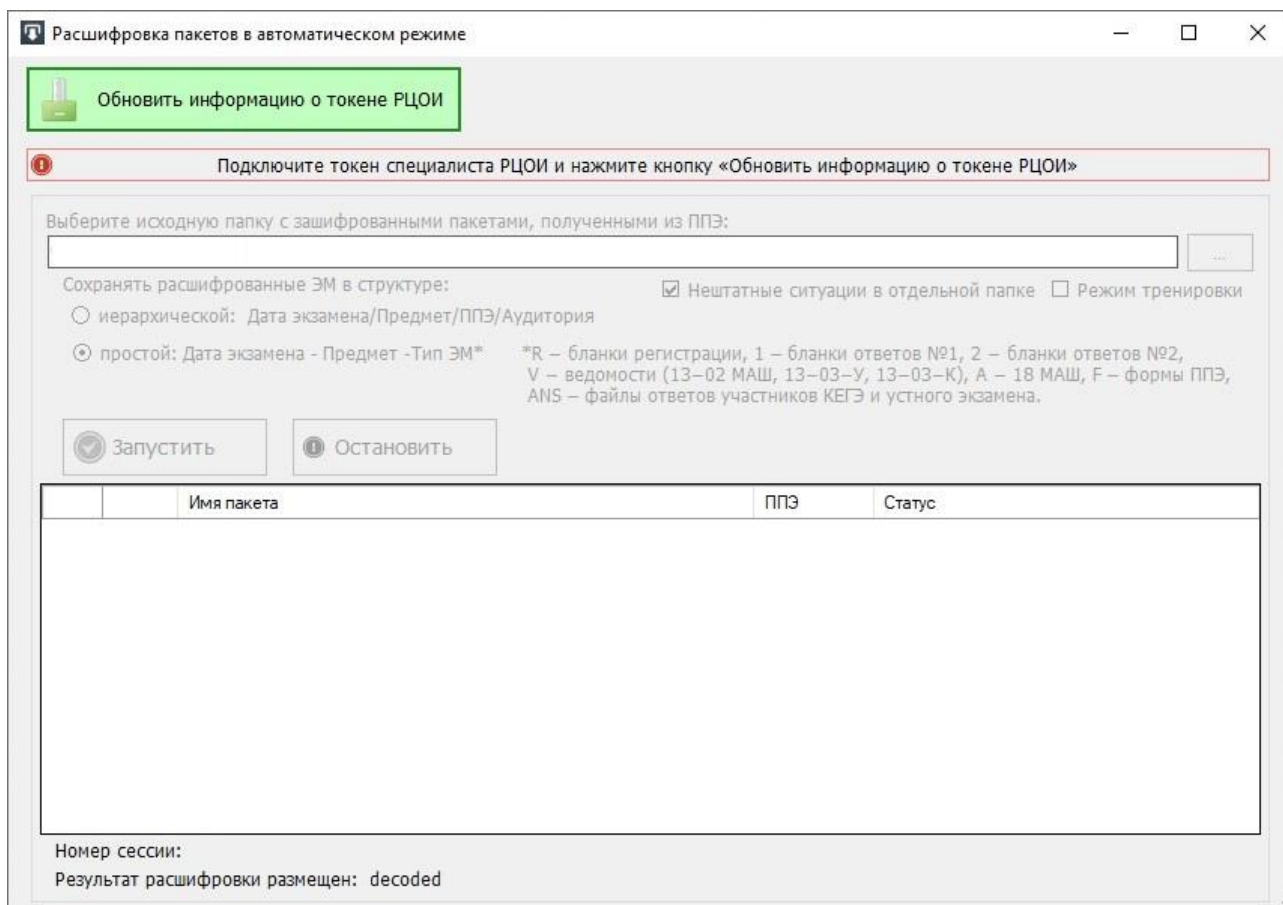 Расшифровка пакетов в автоматическом режиме
Обновить информацию о токене РЦОИ
Подключите токен специалиста РЦОИ и нажмите кнопку «Обновить информацию о токене РЦОИ»
Выберите исходную папку с зашифрованными пакетами, полученными из ППЭ:
...
Сохранять расшифрованные ЭМ в структуре:
Нештатные ситуации в отдельной папке Режим тренировки
иерархической: Дата экзамена/Предмет/ППЭ/Аудитория
простой: Дата экзамена - Предмет -Тип ЭМ* *R – бланки регистрации, 1 – бланки ответов №1, 2 – бланки ответов №2,
V – ведомости (13–02 МАШ, 13–03–У, 13–03–К), А – 18 МАШ, F – формы ППЭ,
ANS – файлы ответов участников КЕГЭ и устного экзамена.
Запустить Остановить
Имя пакета ППЭ Статус
Номер сессии:
Результат расшифровки размещен: decoded